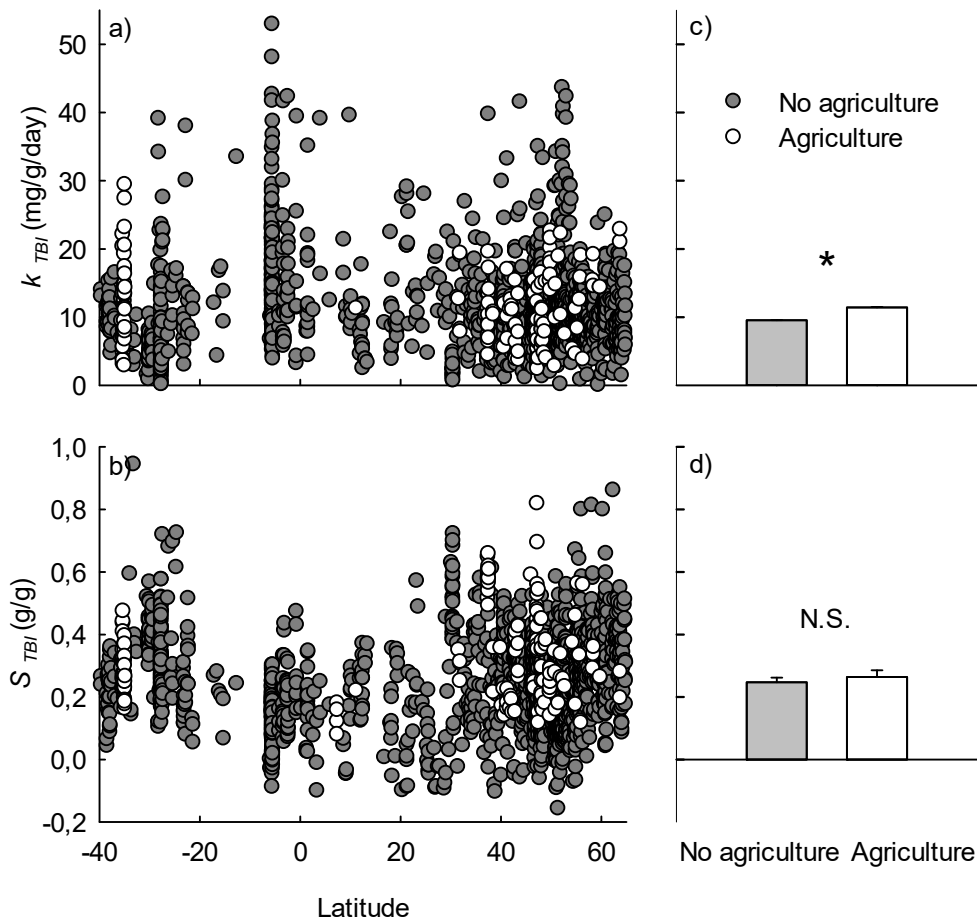 a)
50
40
30
20
10
0
k TBI (mg/g/day)
c)
No agriculture
Agriculture
*
b)
1,0
0,8
0,6
0,4
0,2
0,0
-0,2
S TBI (g/g)
-40 -20 0 20 40 60
Latitude
d)
N.S.
No agriculture Agriculture